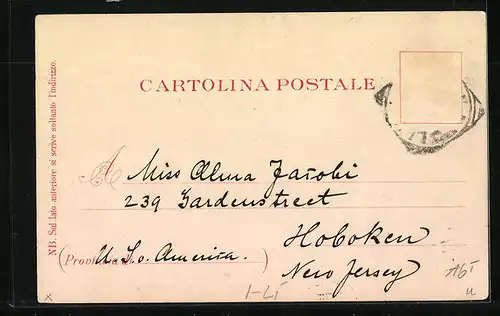 CARTOLINA POSTALE
NB. Sul lato anteriore si scrive soltanto l'indirizzo.
A Miss Alma Jacobi
239 Gardenstreet
Hoboken
(Provincia U. S. o. America.)
New Jersey